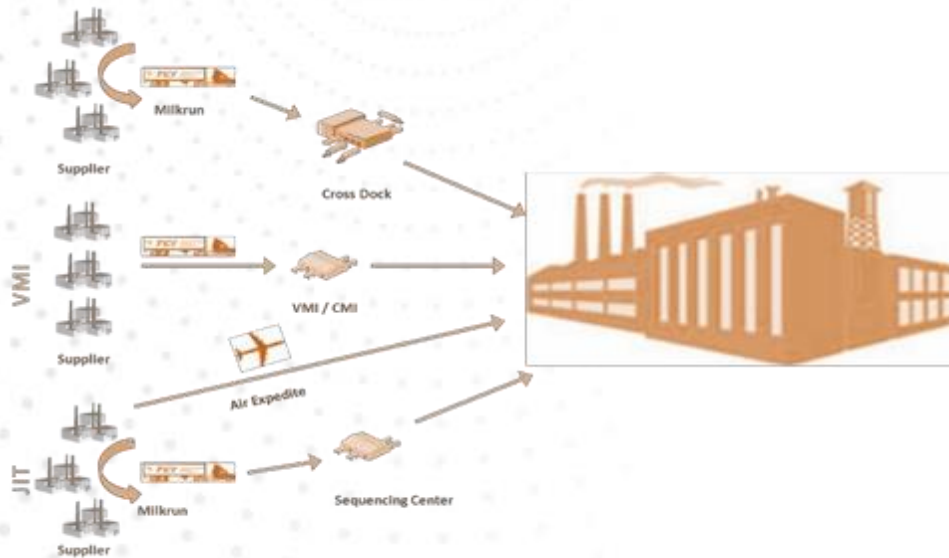 Milkrun
Cross Dock
Supplier
VMI
VMI / CMI
Supplier
Air Expedite
JIT
Milkrun
Sequencing Center
Supplier